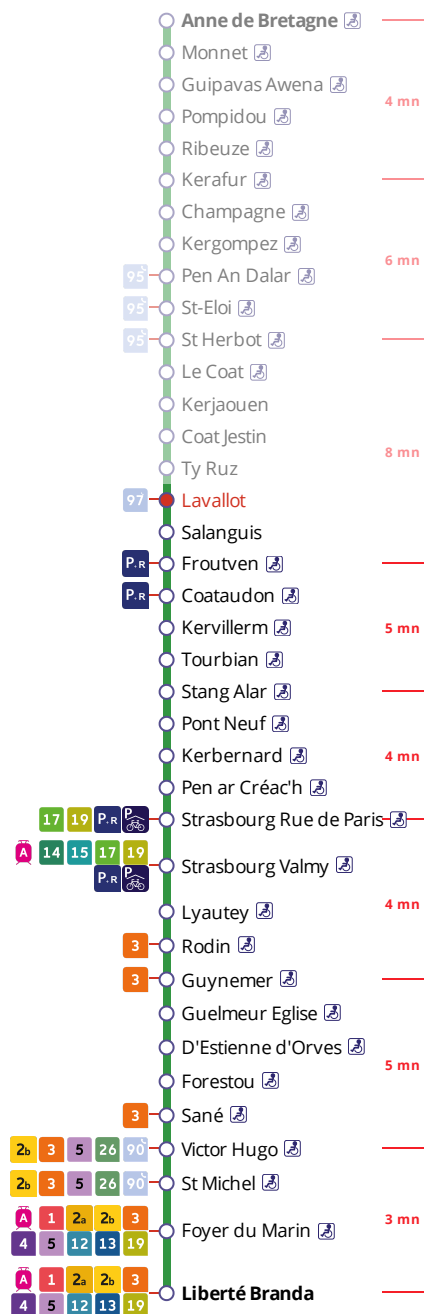 Anne de Bretagne
Monnet
Guipavas Awena
4 mn
Pompidou
Ribeuze
Kerafur
Champagne
Kergompez
6 mn
95 Pen An Dalar
95 St-Eloi
95 St Herbot
Le Coat
Kerjaouen
Coat Jestin
8 mn
Ty Ruz
97 Lavallot
Salanguis
P+R Froutven
P+R Coataudon
Kervillerm 5 mn
Tourbian
Stang Alar
Pont Neuf
Kerbernard 4 mn
Pen ar Créac'h
17 19 P+R P Strasbourg Rue de Paris
A 14 15 17 19
Strasbourg Valmy
P+R P
4 mn
Lyautey
3 Rodin
3 Guynemer
Guelmeur Eglise
D'Estienne d'Orves
5 mn
Forestou
3 Sané
2b 3 5 26 90 Victor Hugo
2b 3 5 26 90 St Michel
A 1 2a 2b 3
Foyer du Marin 3 mn
4 5 12 13 19
A 1 2a 2b 3
Liberté Branda
4 5 12 13 19